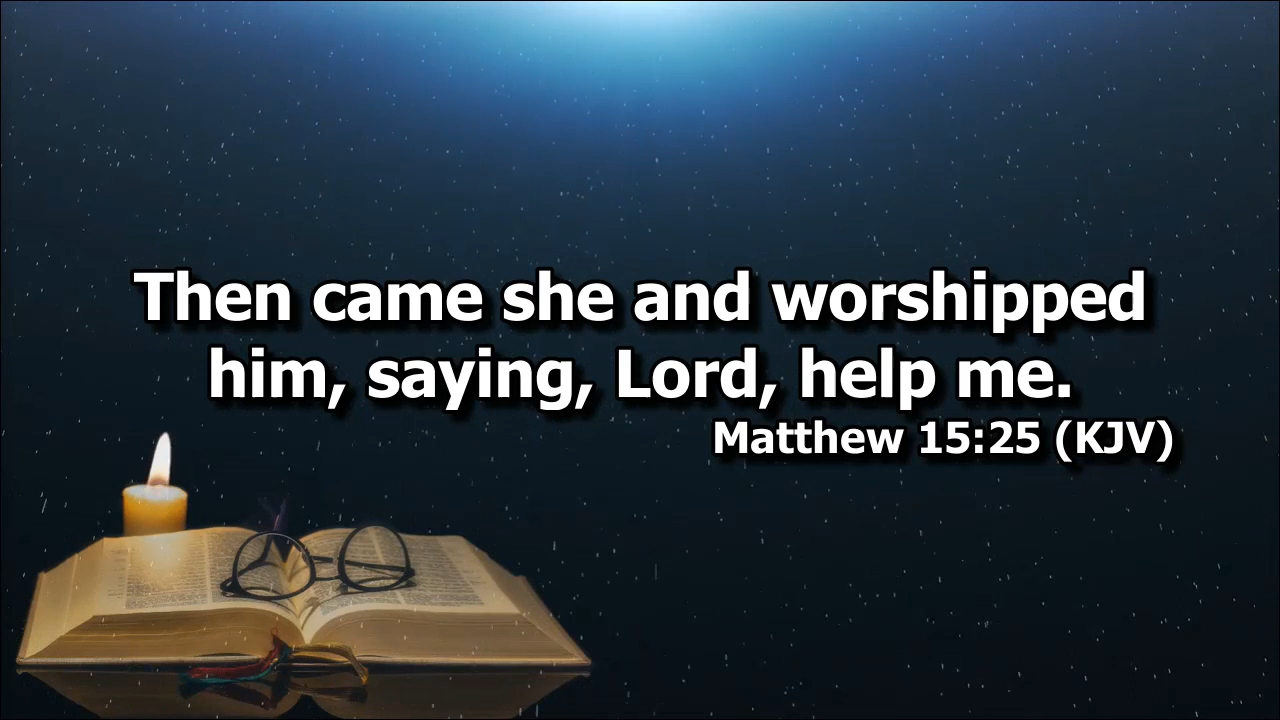 Then came she and worshipped
him, saying, Lord, help me.
Matthew 15:25 (KJV)